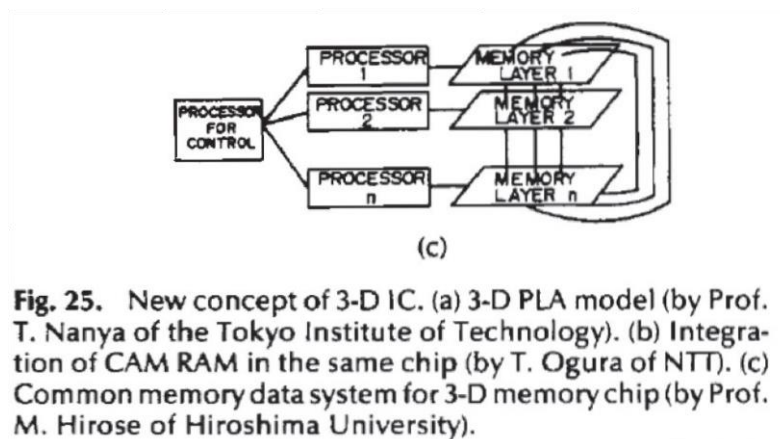 PROCESSOR
1
MEMORY
LAYER 1
PROCESSOR
FOR
CONTROL
PROCESSOR
2
MEMORY
LAYER 2
PROCESSOR
n
MEMORY
LAYER n
(c)
Fig. 25. New concept of 3-D IC. (a) 3-D PLA model (by Prof.
T. Nanya of the Tokyo Institute of Technology). (b) Integra-
tion of CAM RAM in the same chip (by T. Ogura of NTT). (c)
Common memory data system for 3-D memory chip (by Prof.
M. Hirose of Hiroshima University).